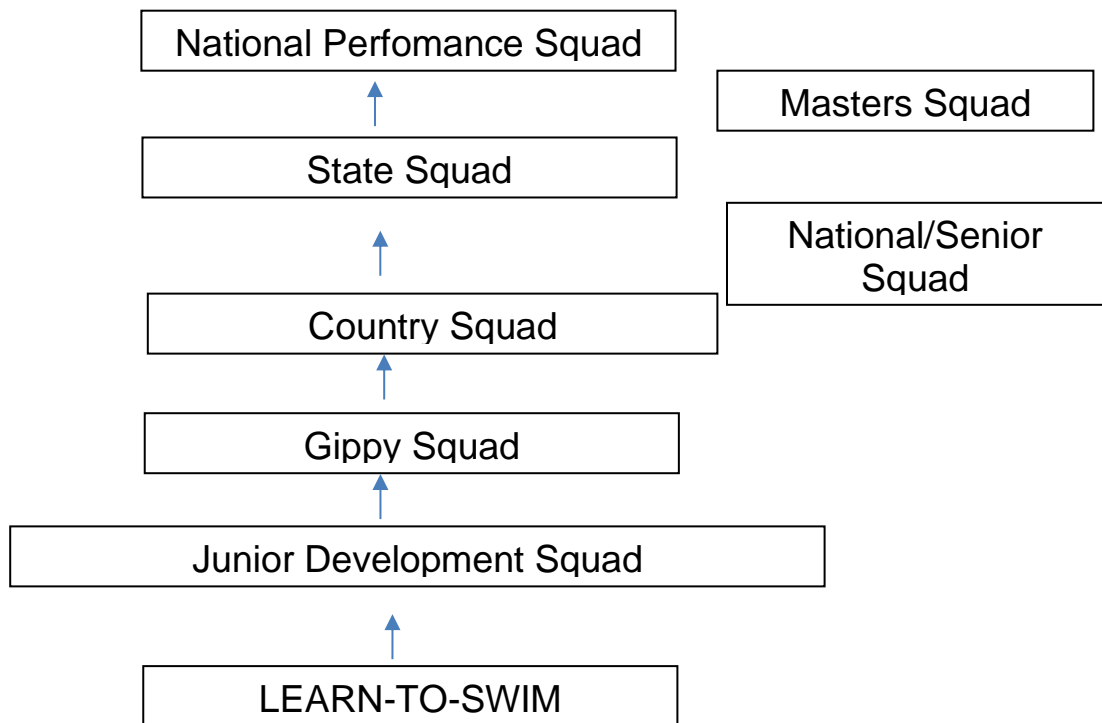 National Perfomance Squad
Masters Squad
State Squad
National/Senior
Squad
Country Squad
Gippy Squad
Junior Development Squad
LEARN-TO-SWIM